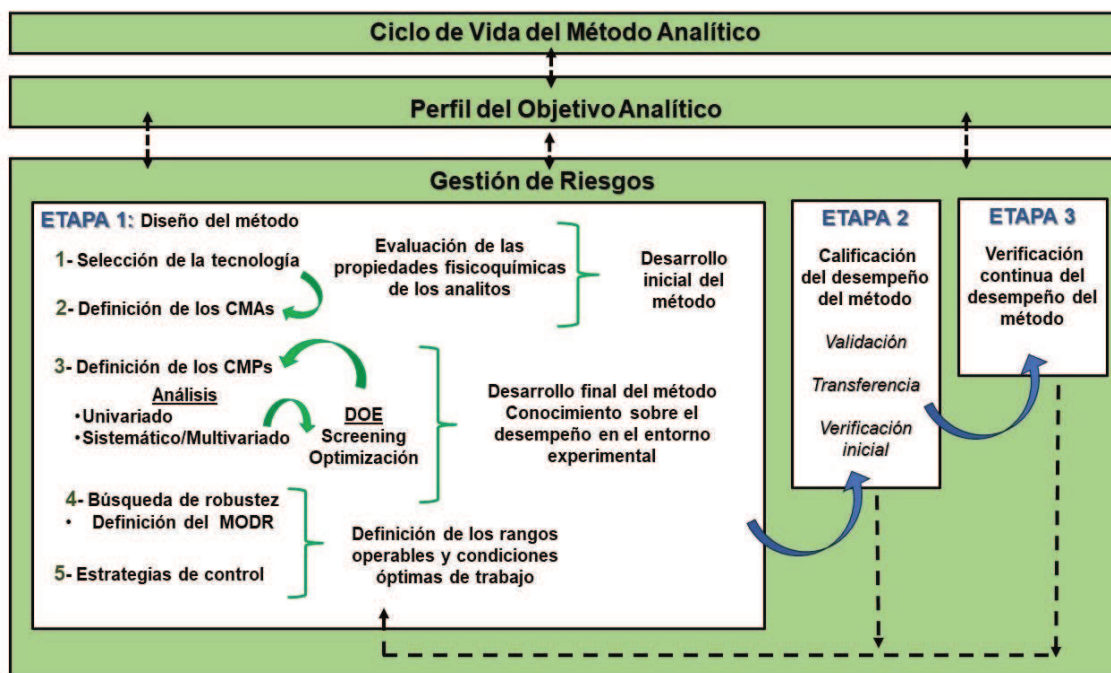 Ciclo de Vida del Método Analítico
Perfil del Objetivo Analítico
Gestión de Riesgos
ETAPA 1: Diseño del método
1- Selección de la tecnología
2- Definición de los CMAs
Evaluación de las
propiedades fisicoquímicas
de los analitos
Desarrollo
inicial del
método
3- Definición de los CMPs
Análisis
•Univariado
•Sistemático/Multivariado
DOE
Screening
Optimización
Desarrollo final del método
Conocimiento sobre el
desempeño en el entorno
experimental
4- Búsqueda de robustez
• Definición del MODR
5- Estrategias de control
Definición de los rangos
operables y condiciones
óptimas de trabajo
ETAPA 2
Calificación
del desempeño
del método
Validación
Transferencia
Verificación
inicial
ETAPA 3
Verificación
continua del
desempeño del
método